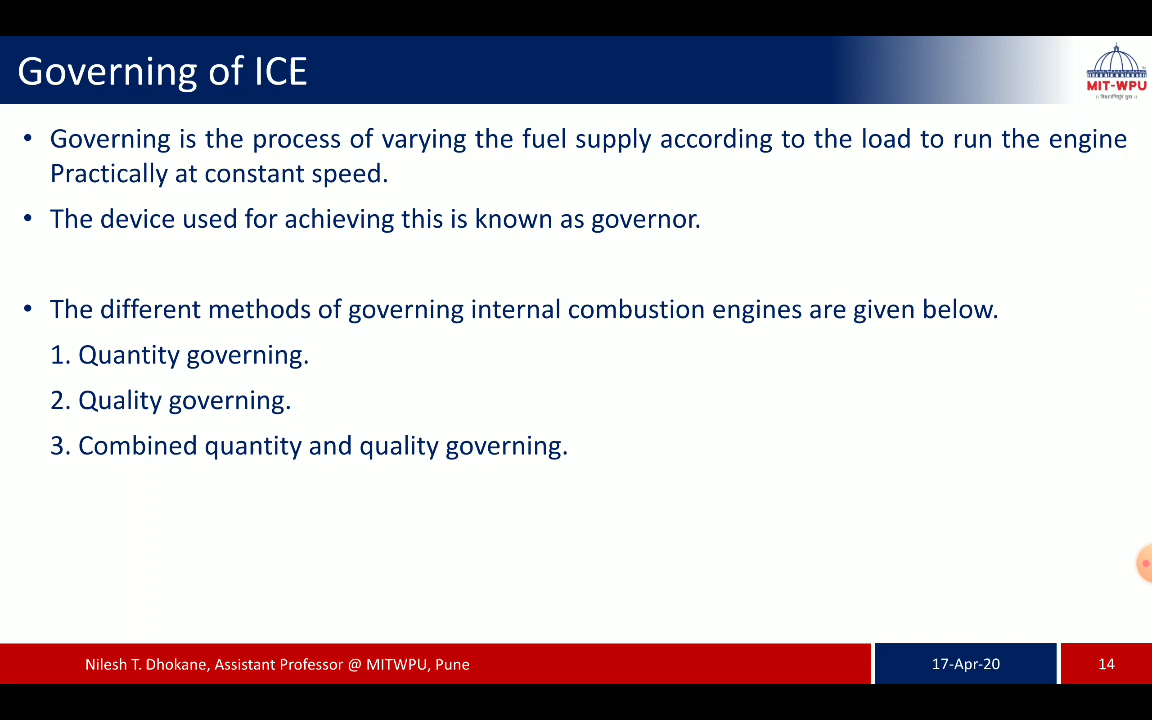 Governing of ICE
MIT-WPU
• Governing is the process of varying the fuel supply according to the load to run the engine
Practically at constant speed.
• The device used for achieving this is known as governor.
• The different methods of governing internal combustion engines are given below.
1. Quantity governing.
2. Quality governing.
3. Combined quantity and quality governing.
Nilesh T. Dhokane, Assistant Professor @ MITWPU, Pune
17-Apr-20
14